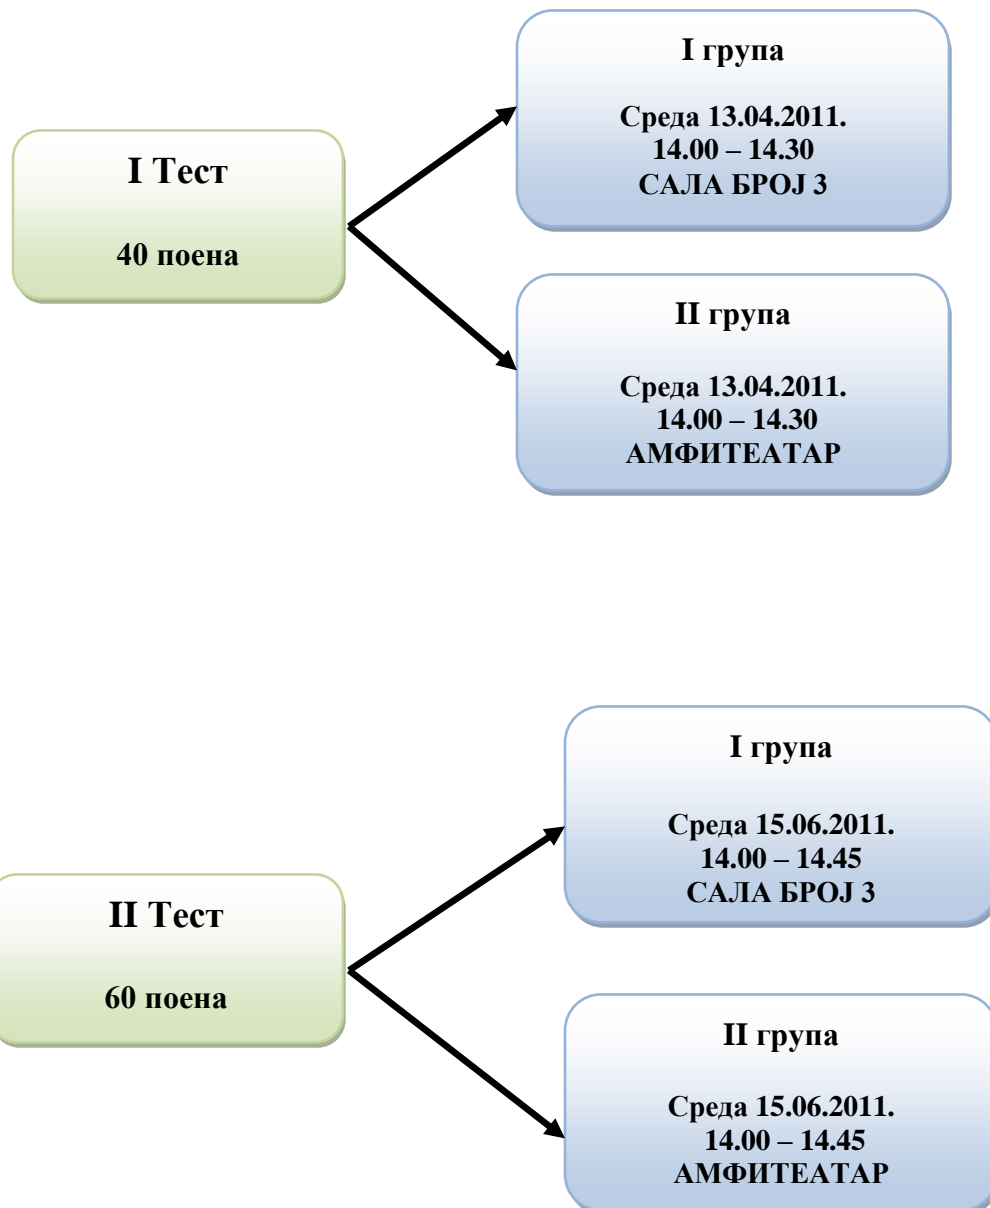 I Тест
40 поена
I група
Среда 13.04.2011.
14.00 – 14.30
САЛА БРОЈ 3
II група
Среда 13.04.2011.
14.00 – 14.30
АМФИТЕАТАР
II Тест
60 поена
I група
Среда 15.06.2011.
14.00 – 14.45
САЛА БРОЈ 3
II група
Среда 15.06.2011.
14.00 – 14.45
АМФИТЕАТАР